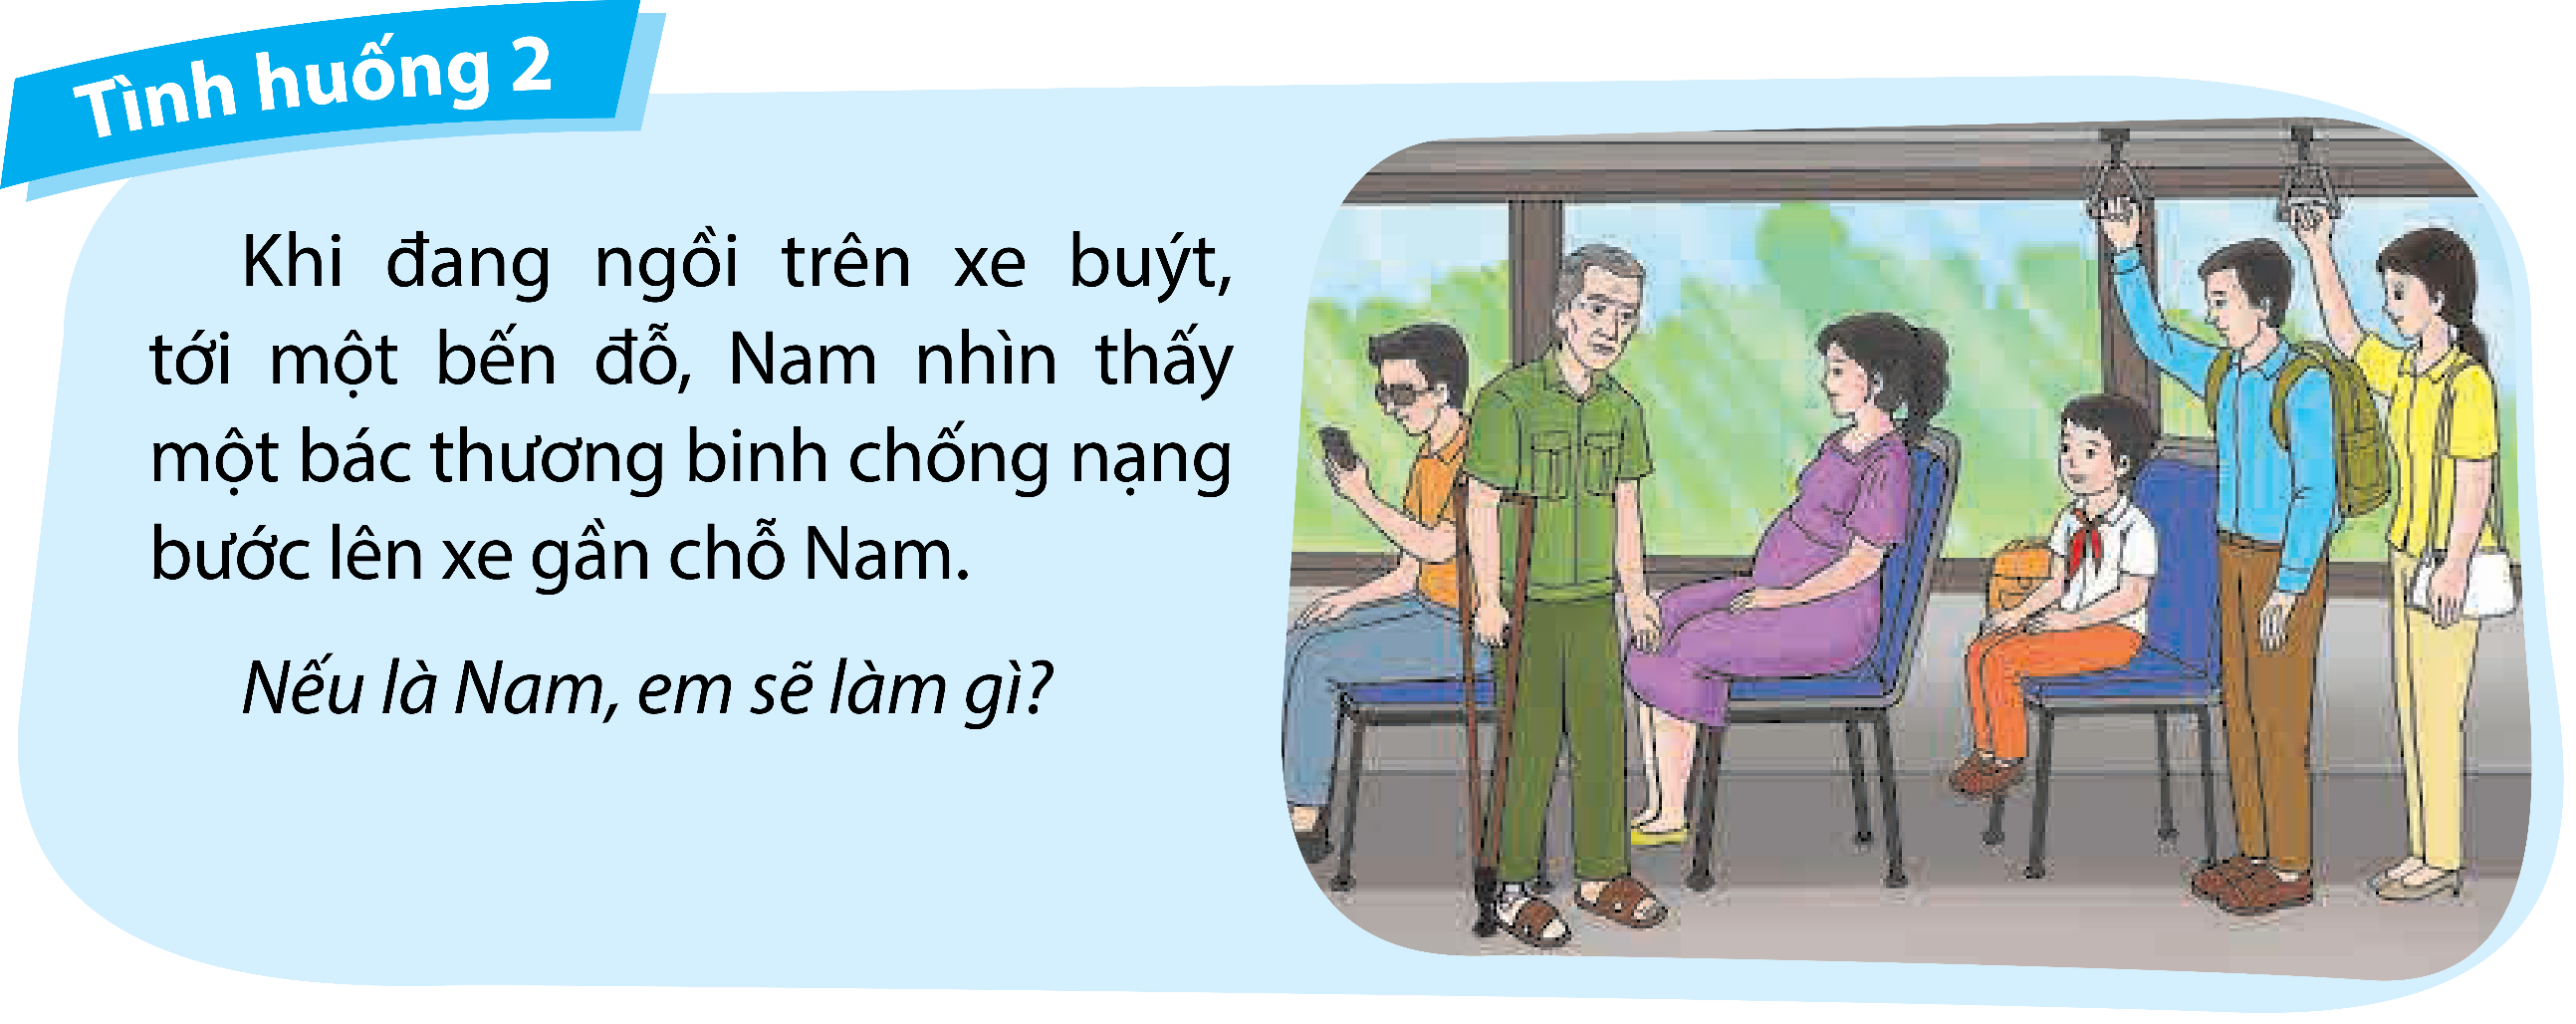 Tình huống 2
Khi đang ngồi trên xe buýt,
tới một bến đỗ, Nam nhìn thấy
một bác thương binh chống nạng
bước lên xe gần chỗ Nam.
Nếu là Nam, em sẽ làm gì?